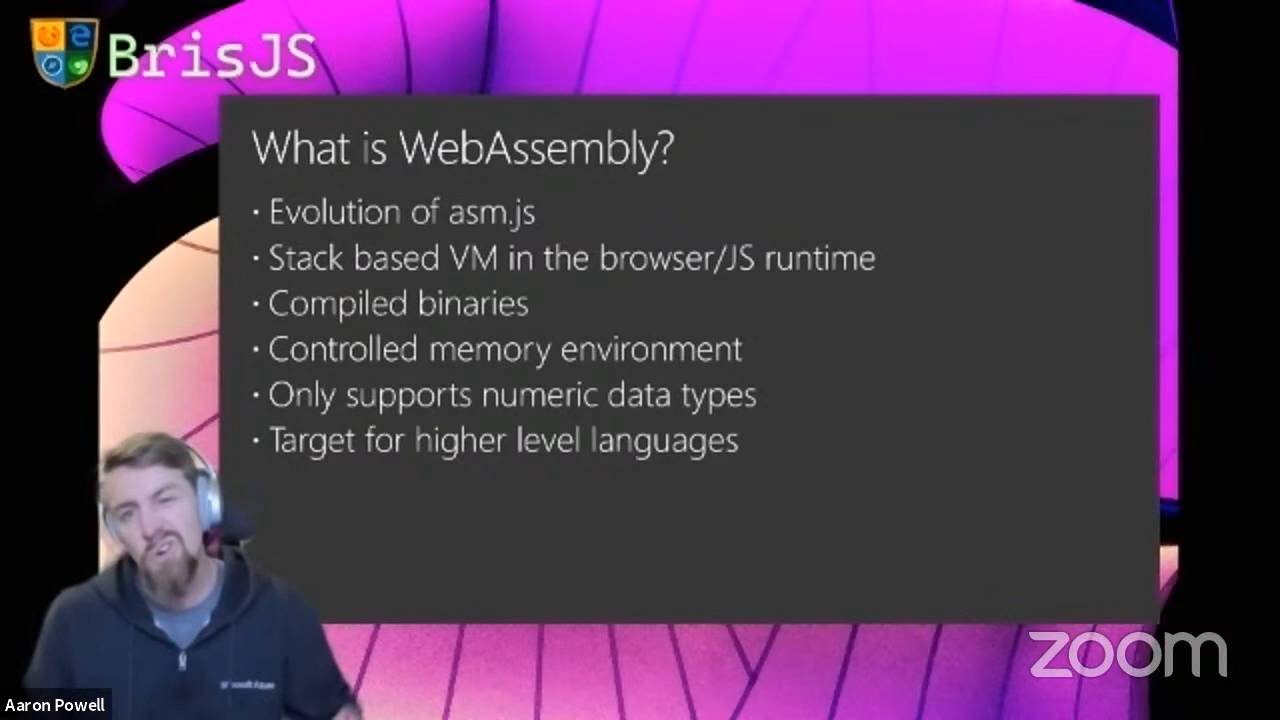 BrisJS
What is WebAssembly?
· Evolution of asm.js
· Stack based VM in the browser/JS runtime
· Compiled binaries
· Controlled memory environment
· Only supports numeric data types
· Target for higher level languages
zoom
Aaron Powell